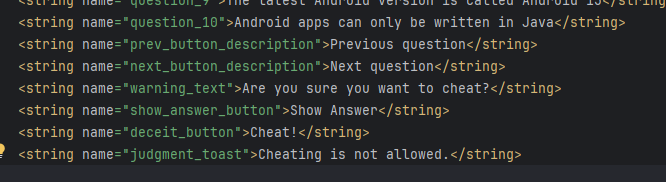 <string name="question_9">The latest Android version is called Android 13</string>
<string name="question_10">Android apps can only be written in Java</string>
<string name="prev_button_description">Previous question</string>
<string name="next_button_description">Next question</string>
<string name="warning_text">Are you sure you want to cheat?</string>
<string name="show_answer_button">Show Answer</string>
<string name="deceit_button">Cheat!</string>
<string name="judgment_toast">Cheating is not allowed.</string>